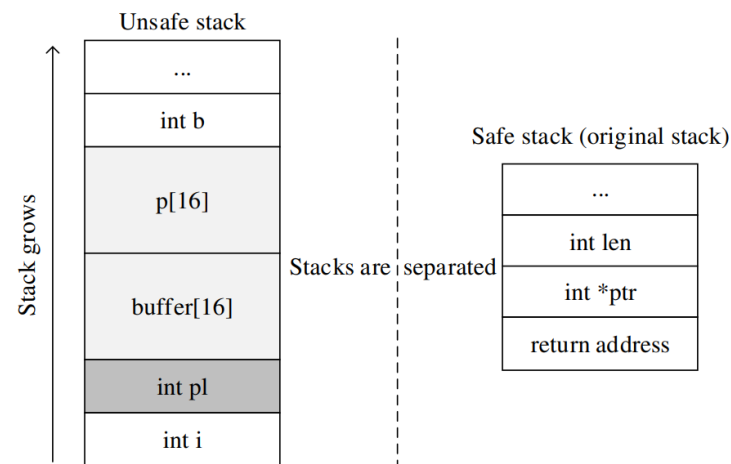 Unsafe stack
...
int b
p[16]
buffer[16]
int pl
int i
Stack grows
Stacks are separated
Safe stack (original stack)
...
int len
int *ptr
return address